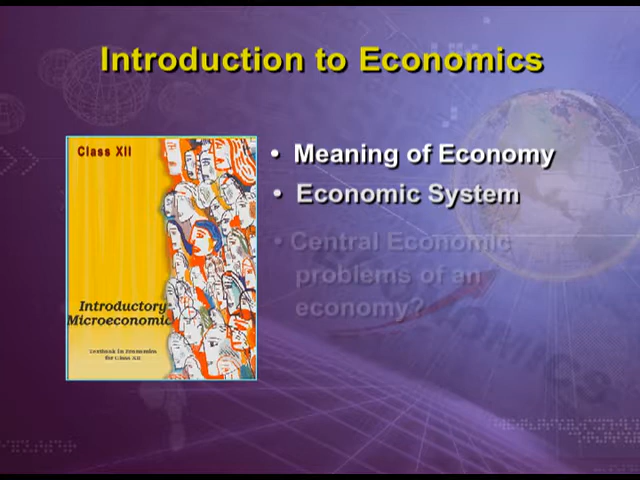 Introduction to Economics
Class XII
Introductory
Microeconomic
Textbook in Economics
for Class XII
• Meaning of Economy
• Economic System
• Central Economic
problems of an
economy?